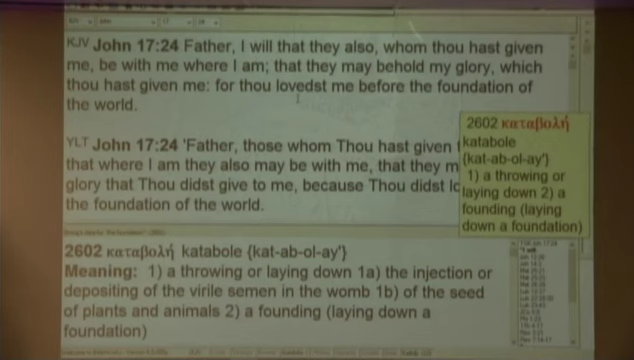 KJV John 17:24 Father, I will that they also, whom thou hast given
me, be with me where I am; that they may behold my glory, which
thou hast given me: for thou lovedst me before the foundation of
the world.
YLT John 17:24 'Father, those whom Thou hast given
that where I am they also may be with me, that they m
glory that Thou didst give to me, because Thou didst lo
the foundation of the world.
2602 καταβολή
katabole
{kat-ab-ol-ay'}
1) a throwing or
laying down 2) a
founding (laying
down a foundation)
2602 καταβολή katabole {kat-ab-ol-ay'}
Meaning: 1) a throwing or laying down 1a) the injection or
depositing of the virile semen in the womb 1b) of the seed
of plants and animals 2) a founding (laying down a
foundation)